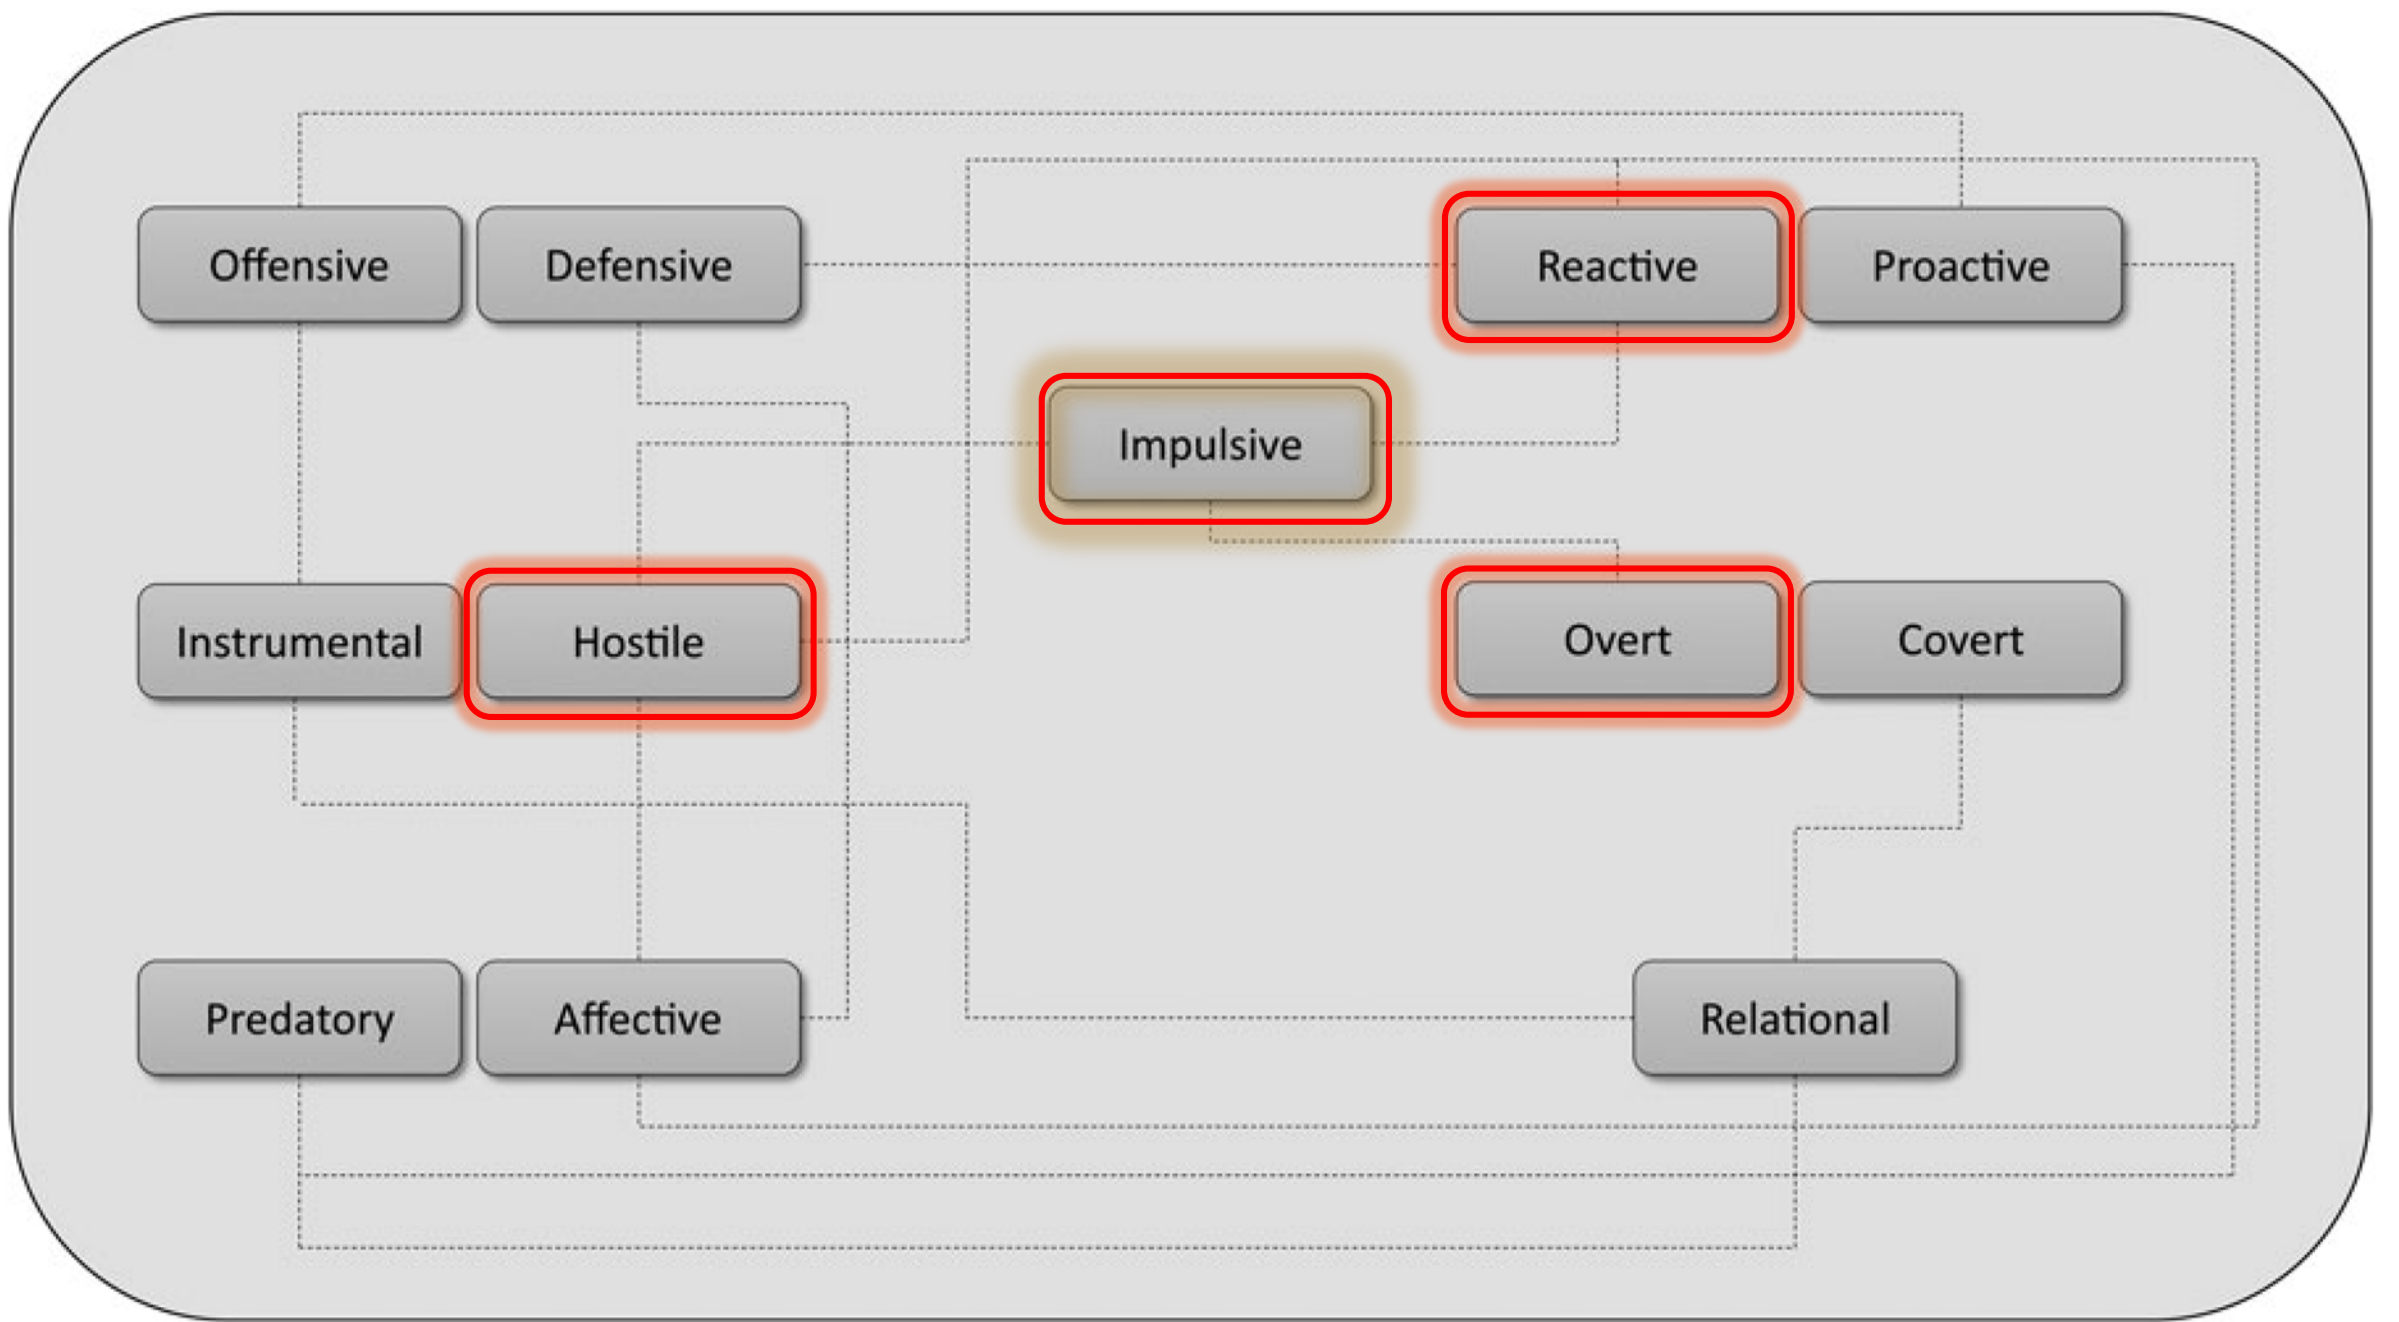 Offensive
Defensive
Reactive
Proactive
Impulsive
Instrumental
Hostile
Overt
Covert
Predatory
Affective
Relational